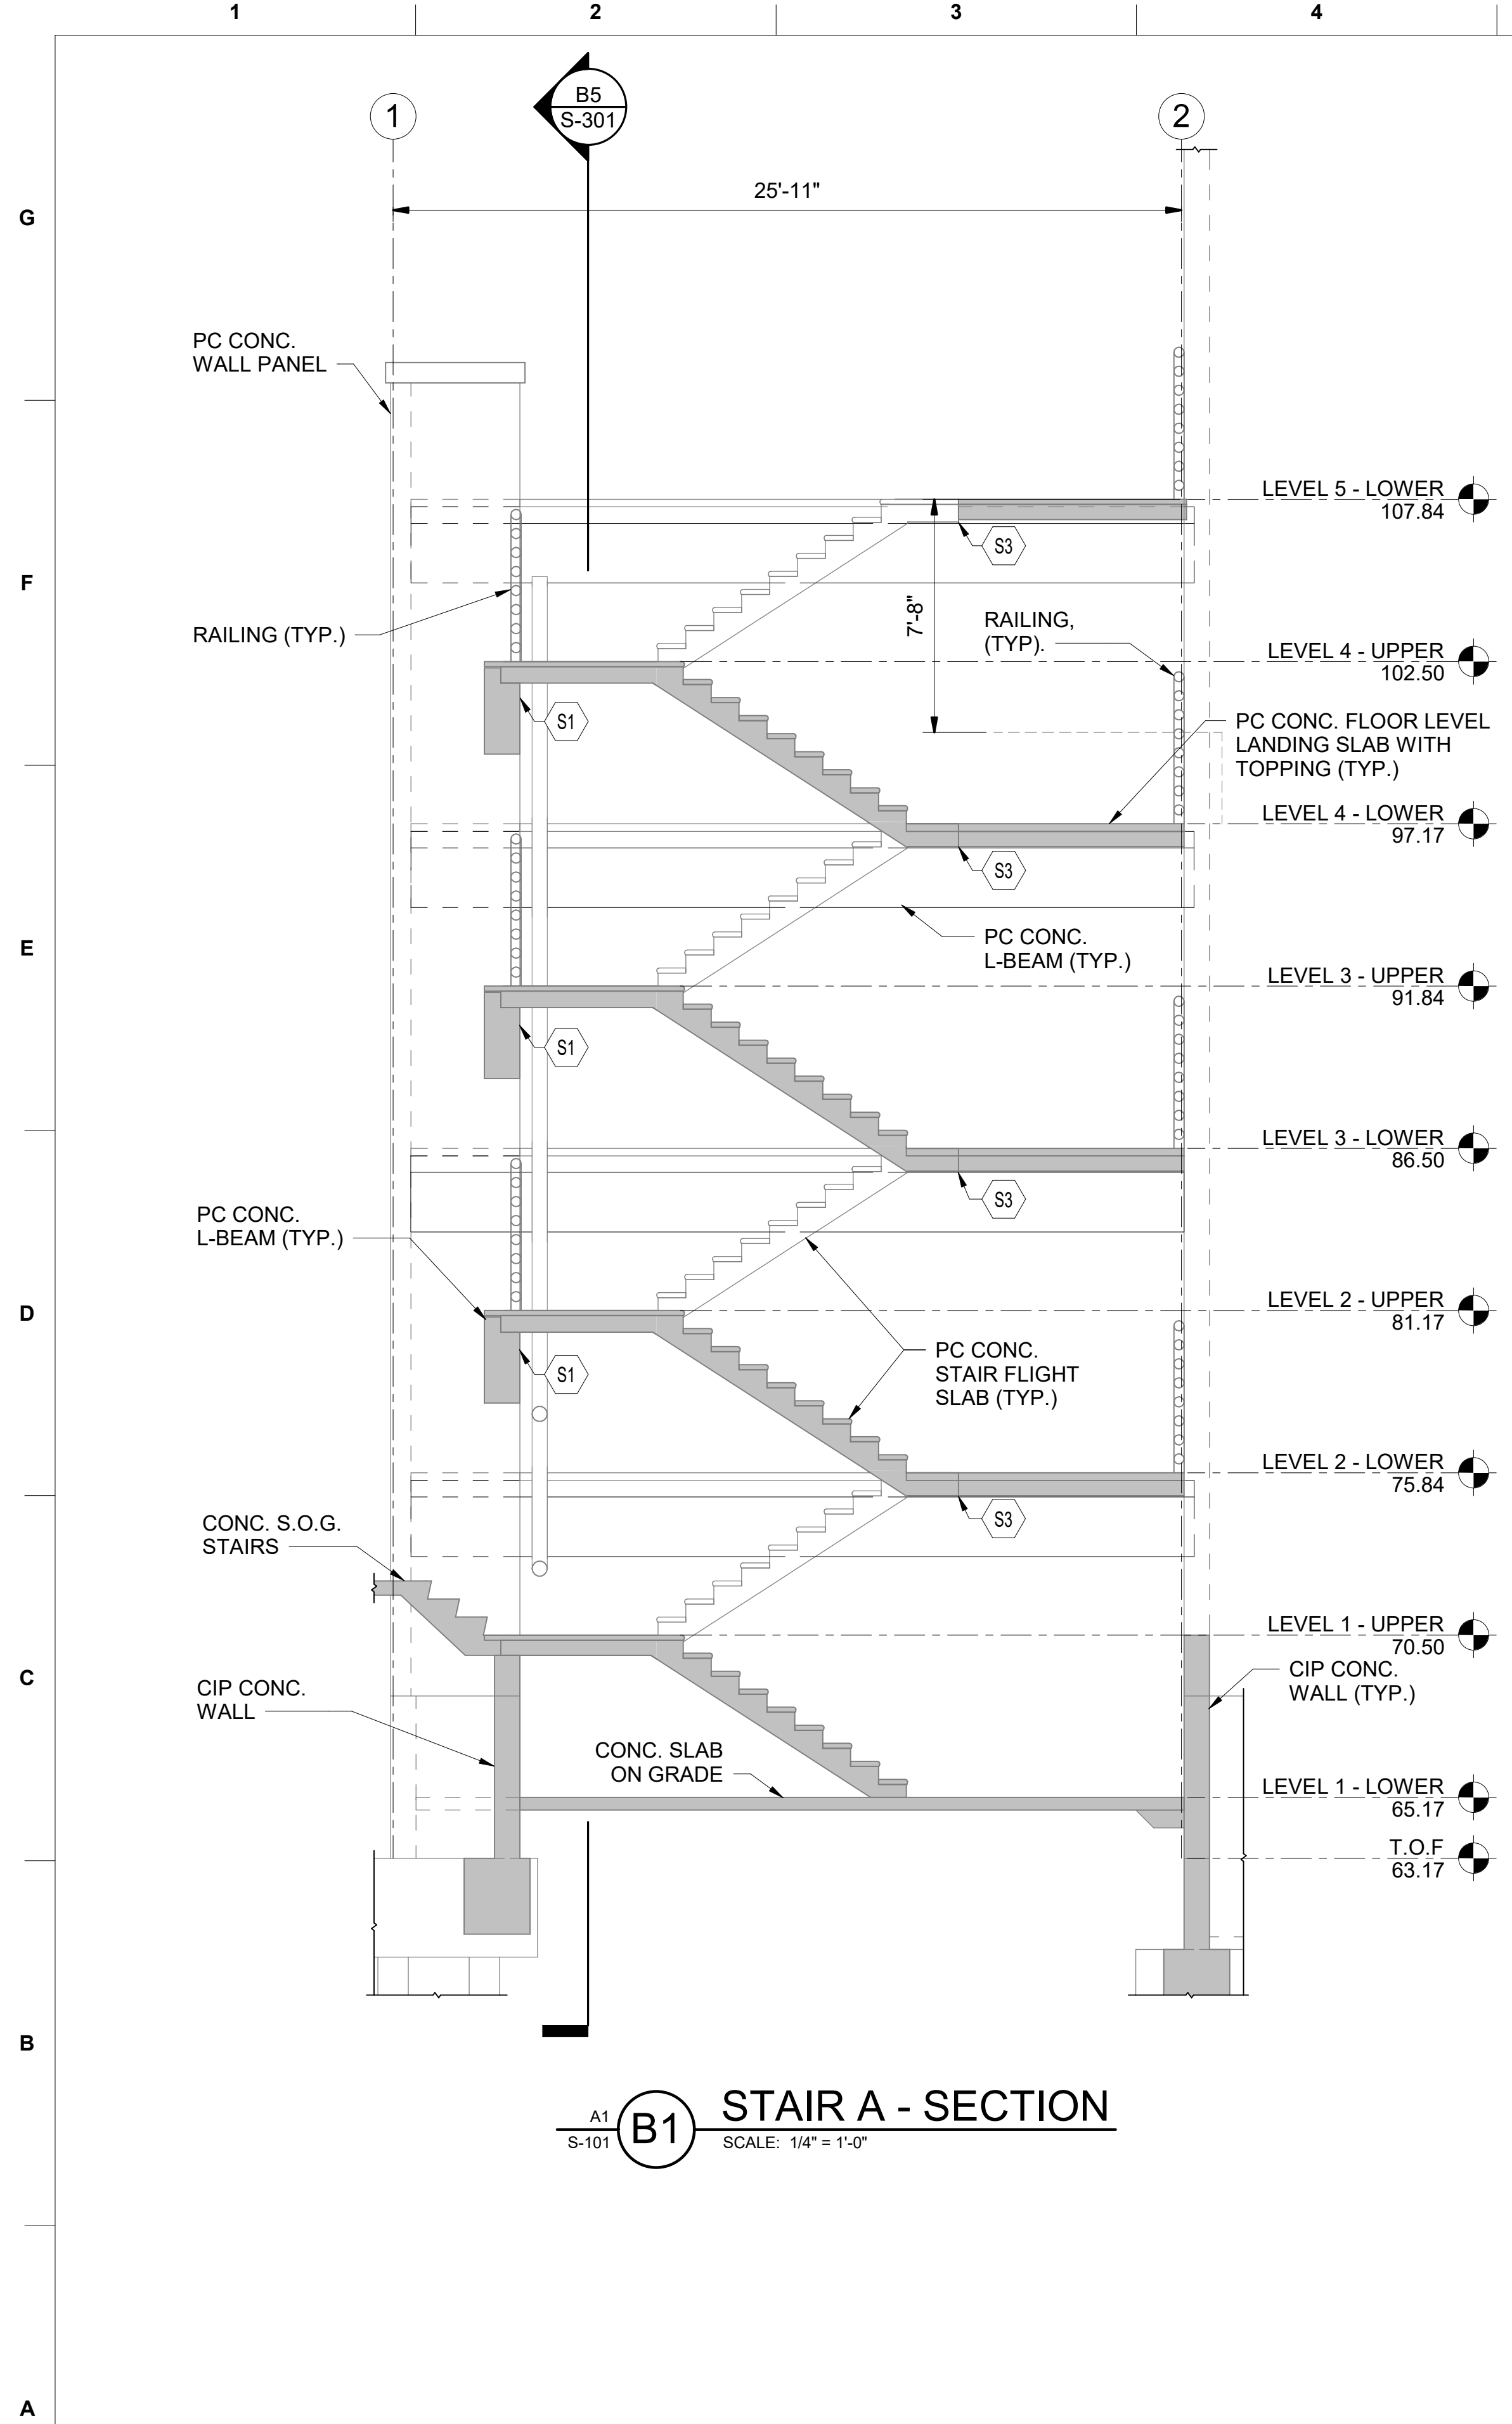 1
2
3
4
B5
S-301
1
2
25'-11"
G
PC CONC.
WALL PANEL
LEVEL 5 - LOWER
107.84
S3
F
RAILING (TYP.)
7'-8"
RAILING,
(TYP).
LEVEL 4 - UPPER
102.50
S1
PC CONC. FLOOR LEVEL
LANDING SLAB WITH
TOPPING (TYP.)
LEVEL 4 - LOWER
97.17
S3
E
PC CONC.
L-BEAM (TYP.)
LEVEL 3 - UPPER
91.84
S1
LEVEL 3 - LOWER
86.50
S3
PC CONC.
L-BEAM (TYP.)
D
LEVEL 2 - UPPER
81.17
S1
PC CONC.
STAIR FLIGHT
SLAB (TYP.)
LEVEL 2 - LOWER
75.84
S3
CONC. S.O.G.
STAIRS
LEVEL 1 - UPPER
70.50
C
CIP CONC.
WALL
CIP CONC.
WALL (TYP.)
CONC. SLAB
ON GRADE
LEVEL 1 - LOWER
65.17
T.O.F
63.17
B
A1
S-101
B1
STAIR A - SECTION
SCALE: 1/4" = 1'-0"
A